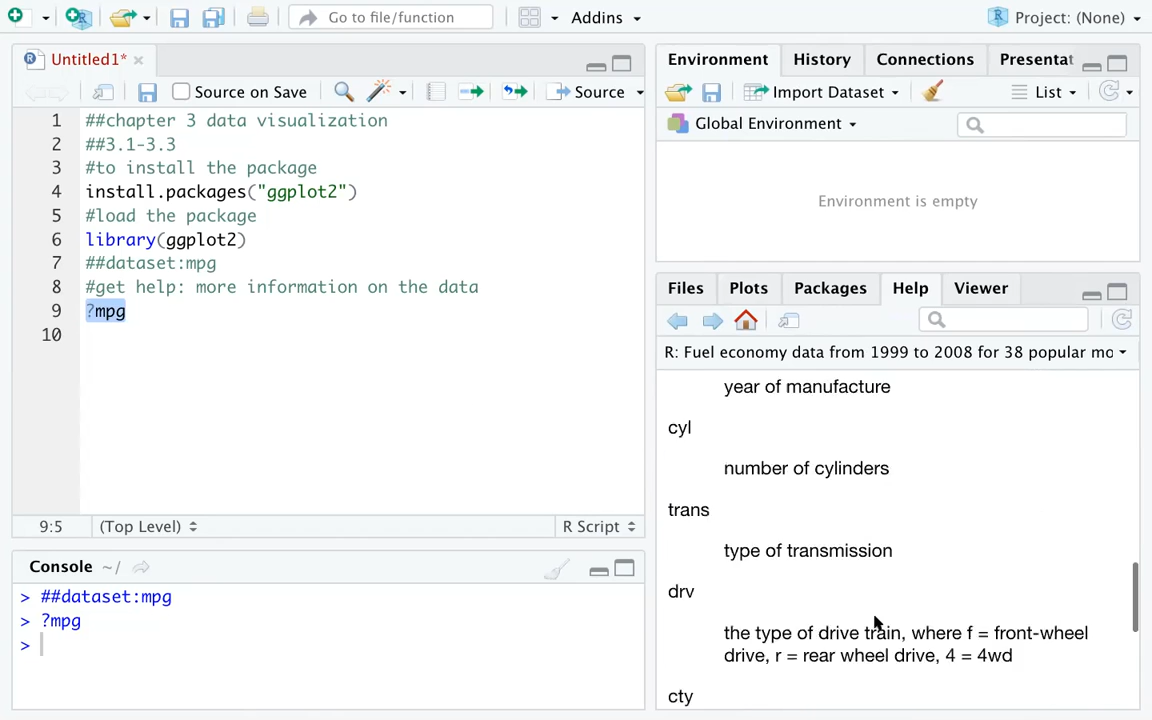 Go to file/function
Addins
Project: (None)
Untitled1*
Source on Save
Source
1 ##chapter 3 data visualization
2 ##3.1-3.3
3 #to install the package
4 install.packages("ggplot2")
5 #load the package
6 library(ggplot2)
7 ##dataset:mpg
8 #get help: more information on the data
9 ?mpg
10
9:5 (Top Level) R Script
Console ~/
> ##dataset:mpg
> ?mpg
>
Environment History Connections Presentat
Import Dataset List
Global Environment
Environment is empty
Files Plots Packages Help Viewer
R: Fuel economy data from 1999 to 2008 for 38 popular mo
year of manufacture
cyl
number of cylinders
trans
type of transmission
drv
the type of drive train, where f = front-wheel
drive, r = rear wheel drive, 4 = 4wd
cty